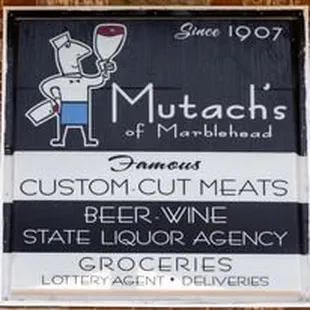 Since 1907
Mutach's
of Marblehead
Famous
CUSTOM-CUT MEATS
BEER-WINE
STATE LIQUOR AGENCY
GROCERIES
LOTTERY AGENT • DELIVERIES